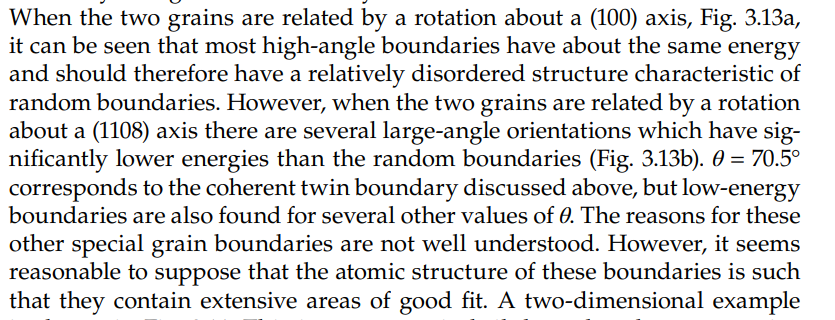 When the two grains are related by a rotation about a (100) axis, Fig. 3.13a,
it can be seen that most high-angle boundaries have about the same energy
and should therefore have a relatively disordered structure characteristic of
random boundaries. However, when the two grains are related by a rotation
about a (1108) axis there are several large-angle orientations which have sig-
nificantly lower energies than the random boundaries (Fig. 3.13b). θ = 70.5°
corresponds to the coherent twin boundary discussed above, but low-energy
boundaries are also found for several other values of θ. The reasons for these
other special grain boundaries are not well understood. However, it seems
reasonable to suppose that the atomic structure of these boundaries is such
that they contain extensive areas of good fit. A two-dimensional example